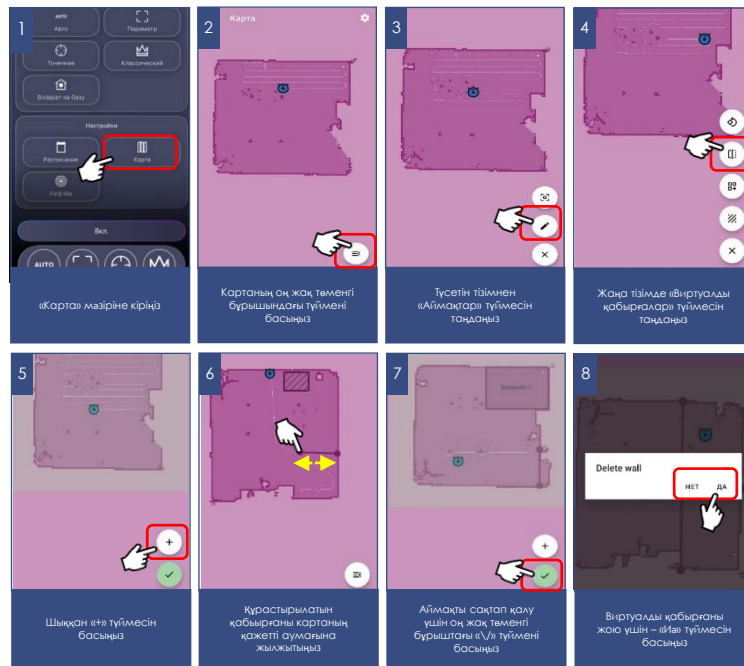 1
АUTO
Авто
Периметр
Точечная
Классический
Возврат на базу
Настройки
Расписание
Карта
Find Me
Вкл.
AUTO
«Карта» мәзіріне кіріңіз
2
Карта
Картаның оң жақ төменгі
бұрышындағы түймені
басыңыз
3
Түсетін тізімнен
«Аймақтар» түймесін
таңдаңыз
4
Жаңа тізімде «Виртуалды
қабырғалар» түймесін
таңдаңыз
5
Шыққан «+» түймесін
басыңыз
6
Құрастырылатын
қабырғаны картаның
қажетті аумағына
жылжытыңыз
7
Аймақты сақтап қалу
үшін оң жақ төменгі
бұрыштағы «\/» түймені
басыңыз
8
Delete wall
НЕТ ДА
Виртуалды қабырғаны
жою үшін – «Иә» түймесін
басыңыз